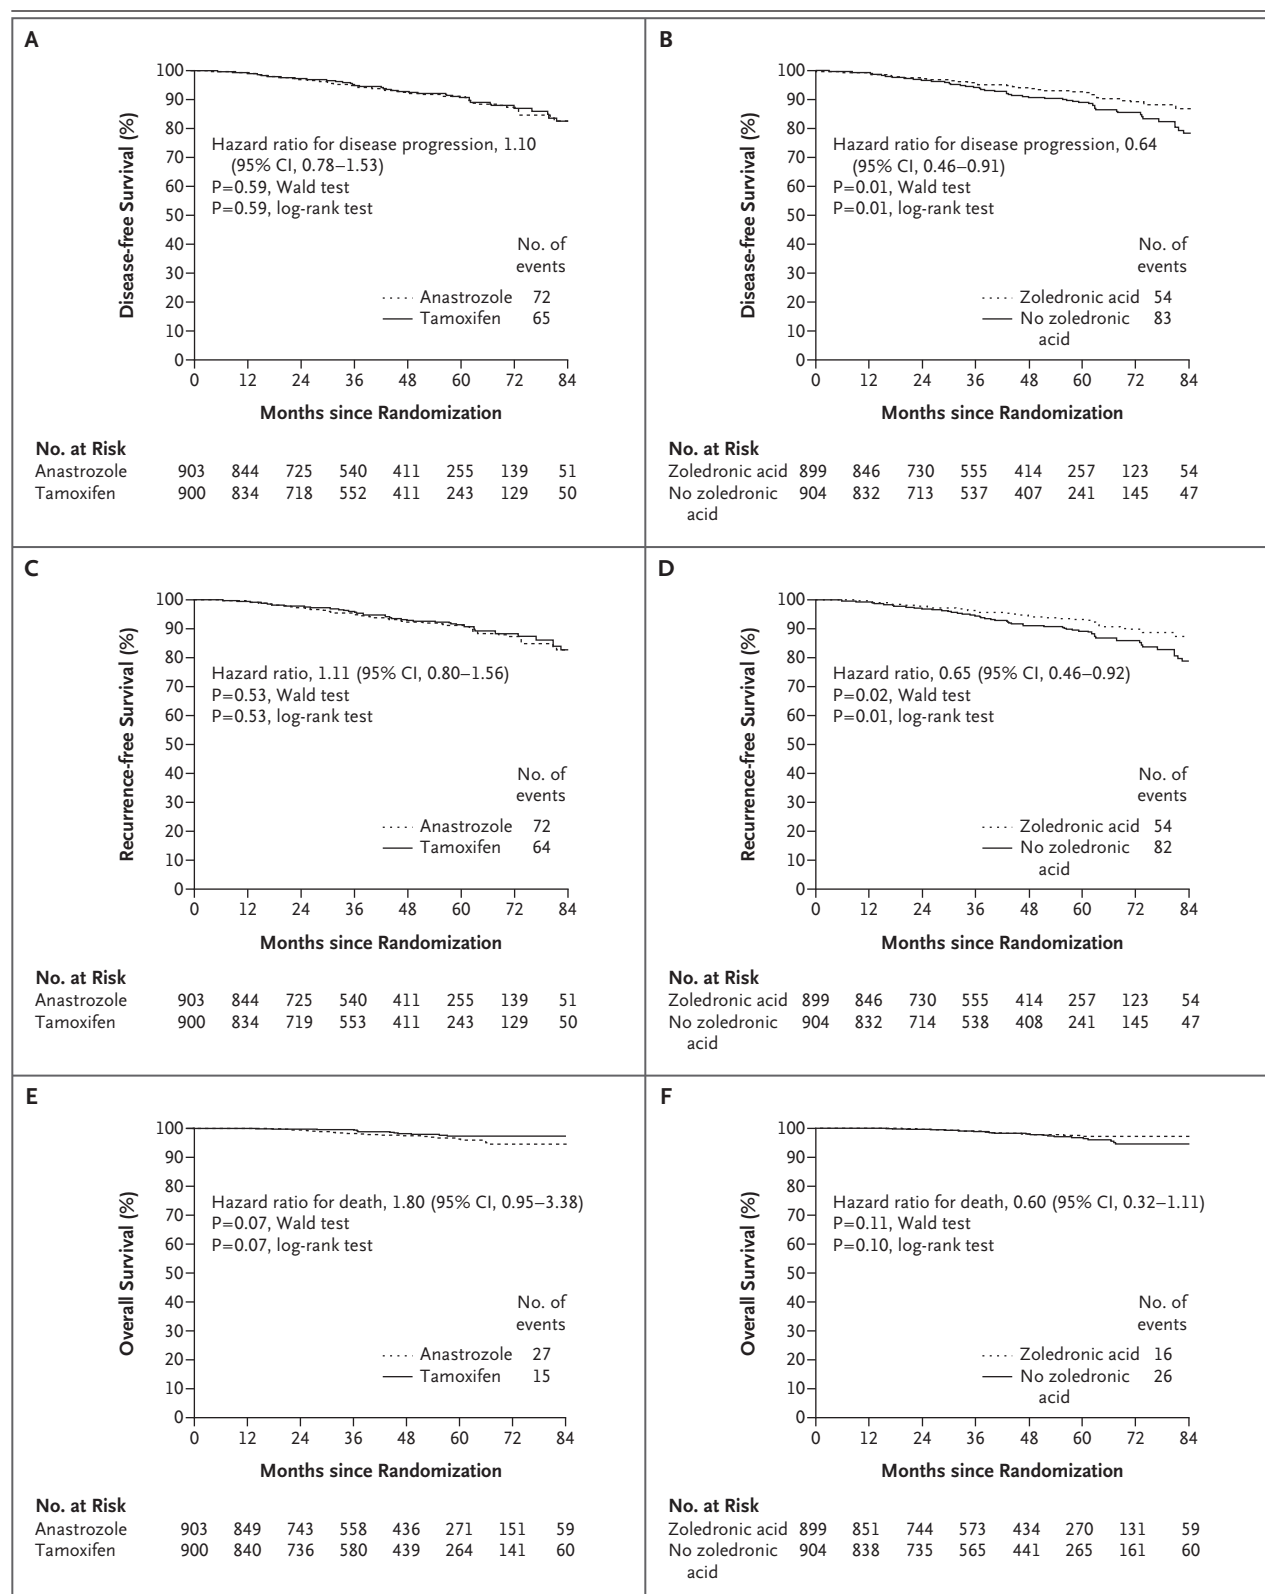 A
Disease-free Survival (%)
100
90
80
70
60
50
40
30
20
10
0
Hazard ratio for disease progression, 1.10
(95% CI, 0.78–1.53)
P=0.59, Wald test
P=0.59, log-rank test
No. of
events
Anastrozole 72
Tamoxifen 65
0 12 24 36 48 60 72 84
Months since Randomization
No. at Risk
Anastrozole 903 844 725 540 411 255 139 51
Tamoxifen 900 834 718 552 411 243 129 50
B
Disease-free Survival (%)
100
90
80
70
60
50
40
30
20
10
0
Hazard ratio for disease progression, 0.64
(95% CI, 0.46–0.91)
P=0.01, Wald test
P=0.01, log-rank test
No. of
events
Zoledronic acid 54
No zoledronic 83
acid
0 12 24 36 48 60 72 84
Months since Randomization
No. at Risk
Zoledronic acid 899 846 730 555 414 257 123 54
No zoledronic 904 832 713 537 407 241 145 47
acid
C
Recurrence-free Survival (%)
100
90
80
70
60
50
40
30
20
10
0
Hazard ratio, 1.11 (95% CI, 0.80–1.56)
P=0.53, Wald test
P=0.53, log-rank test
No. of
events
Anastrozole 72
Tamoxifen 64
0 12 24 36 48 60 72 84
Months since Randomization
No. at Risk
Anastrozole 903 844 725 540 411 255 139 51
Tamoxifen 900 834 719 553 411 243 129 50
D
Recurrence-free Survival (%)
100
90
80
70
60
50
40
30
20
10
0
Hazard ratio, 0.65 (95% CI, 0.46–0.92)
P=0.02, Wald test
P=0.01, log-rank test
No. of
events
Zoledronic acid 54
No zoledronic 82
acid
0 12 24 36 48 60 72 84
Months since Randomization
No. at Risk
Zoledronic acid 899 846 730 555 414 257 123 54
No zoledronic 904 832 714 538 408 241 145 47
acid
E
Overall Survival (%)
100
90
80
70
60
50
40
30
20
10
0
Hazard ratio for death, 1.80 (95% CI, 0.95–3.38)
P=0.07, Wald test
P=0.07, log-rank test
No. of
events
Anastrozole 27
Tamoxifen 15
0 12 24 36 48 60 72 84
Months since Randomization
No. at Risk
Anastrozole 903 849 743 558 436 271 151 59
Tamoxifen 900 840 736 580 439 264 141 60
F
Overall Survival (%)
100
90
80
70
60
50
40
30
20
10
0
Hazard ratio for death, 0.60 (95% CI, 0.32–1.11)
P=0.11, Wald test
P=0.10, log-rank test
No. of
events
Zoledronic acid 16
No zoledronic 26
acid
0 12 24 36 48 60 72 84
Months since Randomization
No. at Risk
Zoledronic acid 899 851 744 573 434 270 131 59
No zoledronic 904 838 735 565 441 265 161 60
acid